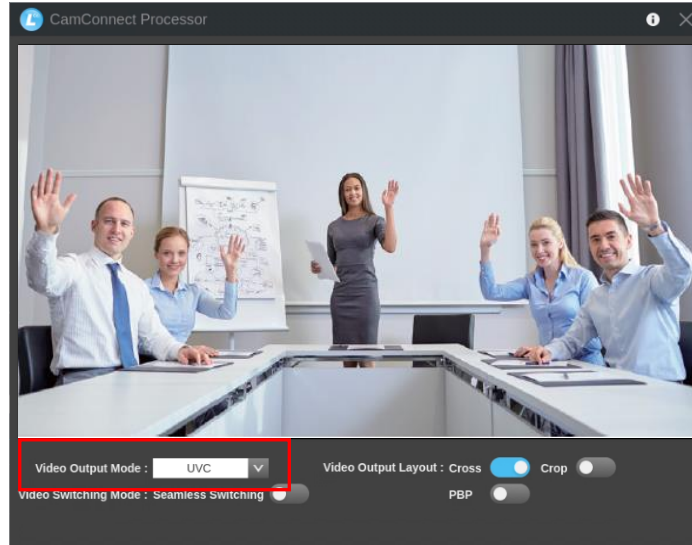 CamConnect Processor
Video Output Mode : UVC
Video Output Layout : Cross Crop
Video Switching Mode : Seamless Switching
PBP